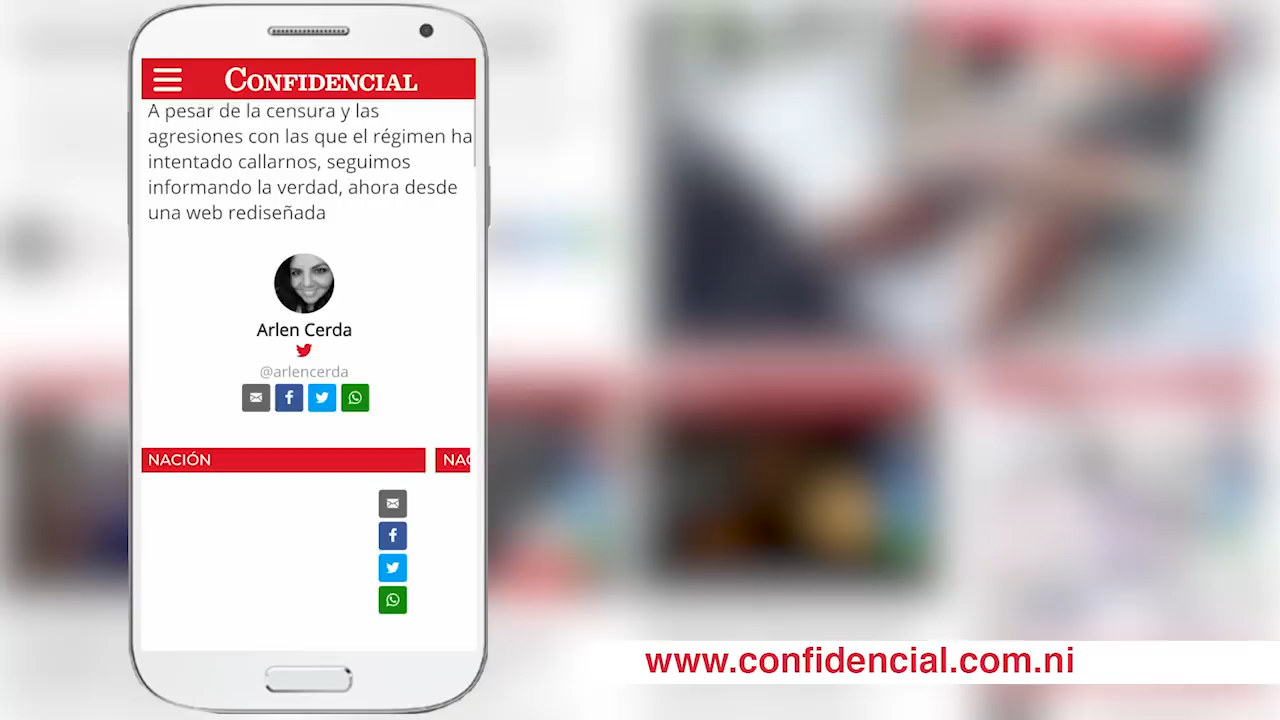 CONFIDENCIAL
A pesar de la censura y las
agresiones con las que el régimen ha
intentado callarnos, seguimos
informando la verdad, ahora desde
una web rediseñada
Arlen Cerda
@arlencerda
NACIÓN
NAC
www.confidencial.com.ni